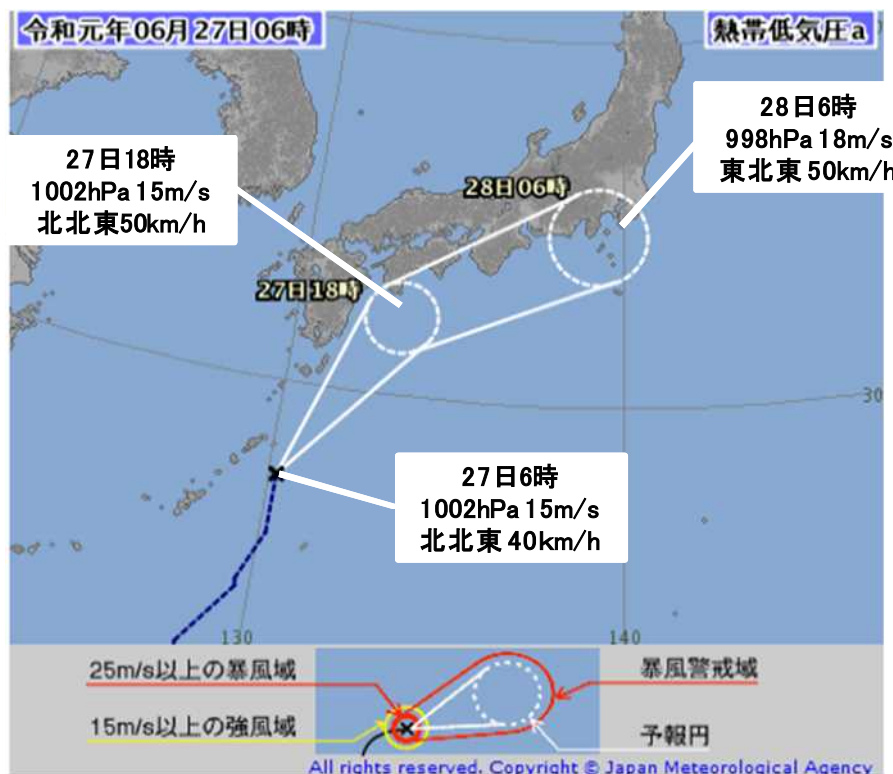 令和元年06月27日06時
熱帯低気圧a
28日6時
998hPa 18m/s
東北東 50km/h
27日18時
1002hPa 15m/s
北北東50km/h
28日06時
27日18時
30
27日6時
1002hPa 15m/s
北北東 40km/h
130
140
25m/s以上の暴風域
暴風警戒域
15m/s以上の強風域
予報円
All rights reserved. Copyright © Japan Meteorological Agency